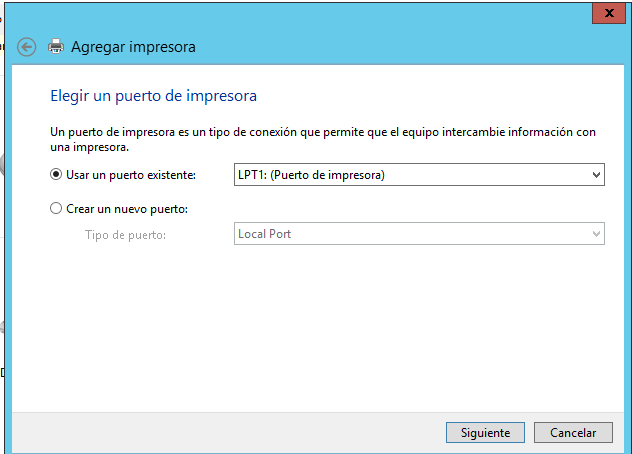 x
Agregar impresora
Elegir un puerto de impresora
Un puerto de impresora es un tipo de conexión que permite que el equipo intercambie información con
una impresora.
Usar un puerto existente: LPT1: (Puerto de impresora)
Crear un nuevo puerto:
Tipo de puerto: Local Port
Siguiente Cancelar